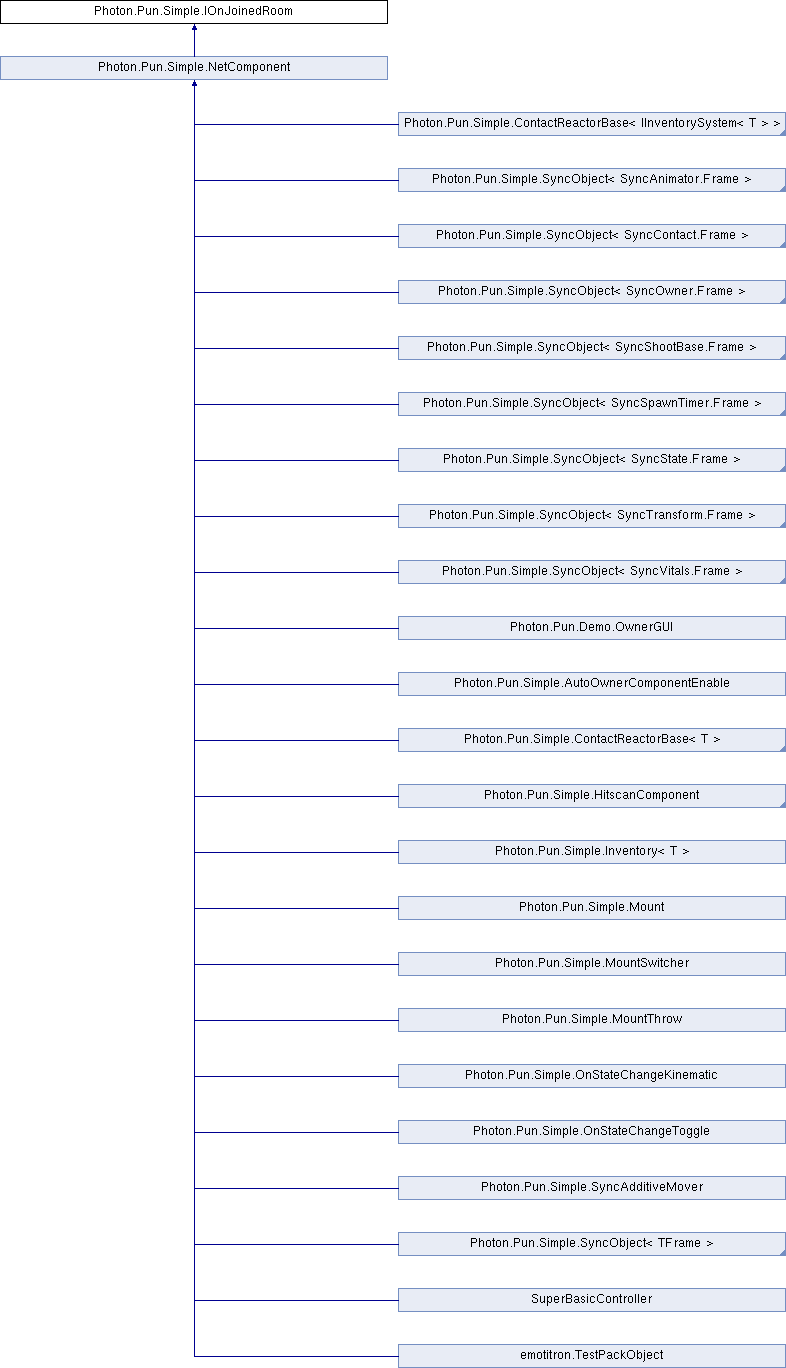 Photon.Pun.Simple.IOnJoinedRoom
Photon.Pun.Simple.NetComponent
Photon.Pun.Simple.ContactReactorBase< IInventorySystem< T > >
Photon.Pun.Simple.SyncObject< SyncAnimator.Frame >
Photon.Pun.Simple.SyncObject< SyncContact.Frame >
Photon.Pun.Simple.SyncObject< SyncOwner.Frame >
Photon.Pun.Simple.SyncObject< SyncShootBase.Frame >
Photon.Pun.Simple.SyncObject< SyncSpawnTimer.Frame >
Photon.Pun.Simple.SyncObject< SyncState.Frame >
Photon.Pun.Simple.SyncObject< SyncTransform.Frame >
Photon.Pun.Simple.SyncObject< SyncVitals.Frame >
Photon.Pun.Demo.OwnerGUI
Photon.Pun.Simple.AutoOwnerComponentEnable
Photon.Pun.Simple.ContactReactorBase< T >
Photon.Pun.Simple.HitscanComponent
Photon.Pun.Simple.Inventory< T >
Photon.Pun.Simple.Mount
Photon.Pun.Simple.MountSwitcher
Photon.Pun.Simple.MountThrow
Photon.Pun.Simple.OnStateChangeKinematic
Photon.Pun.Simple.OnStateChangeToggle
Photon.Pun.Simple.SyncAdditiveMover
Photon.Pun.Simple.SyncObject< TFrame >
SuperBasicController
emotitron.TestPackObject